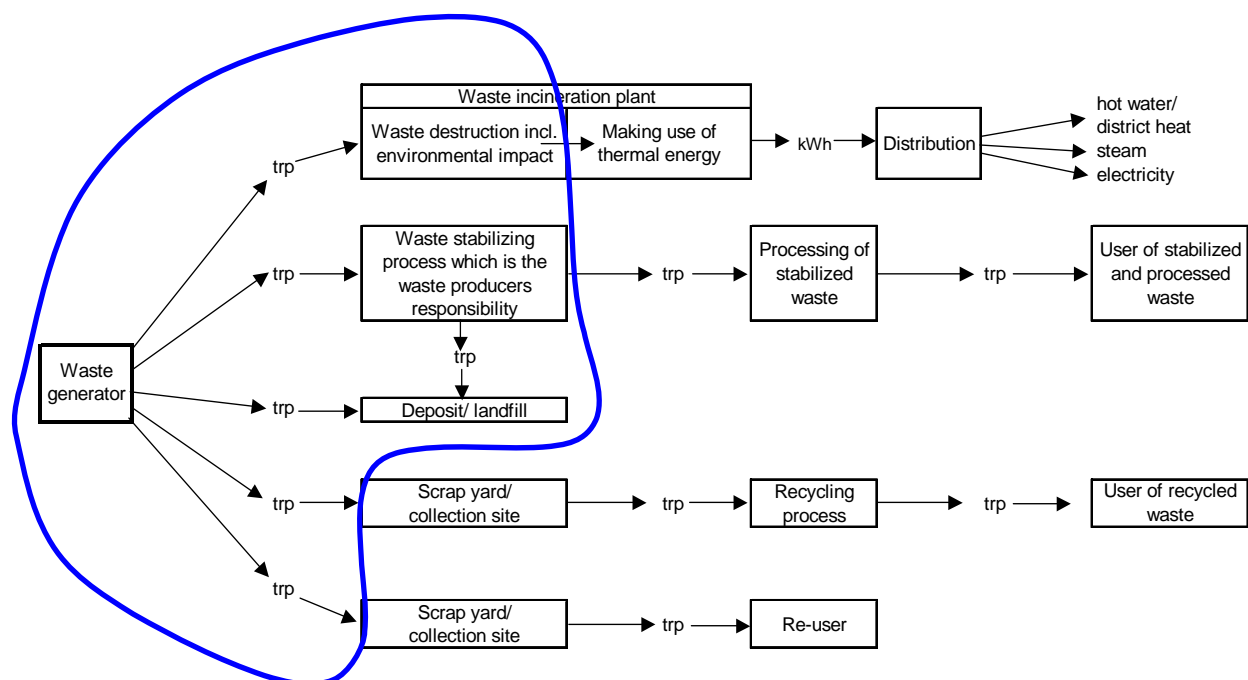 Waste incineration plant
Waste destruction incl.
environmental impact
Making use of
thermal energy
kWh
Distribution
hot water/
district heat
steam
electricity
trp
Waste stabilizing
process which is the
waste producers
responsibility
trp
trp
Processing of
stabilized
waste
trp
User of stabilized
and processed
waste
trp
Waste
generator
trp
Deposit/ landfill
trp
Scrap yard/
collection site
trp
Recycling
process
trp
User of recycled
waste
trp
Scrap yard/
collection site
trp
Re-user